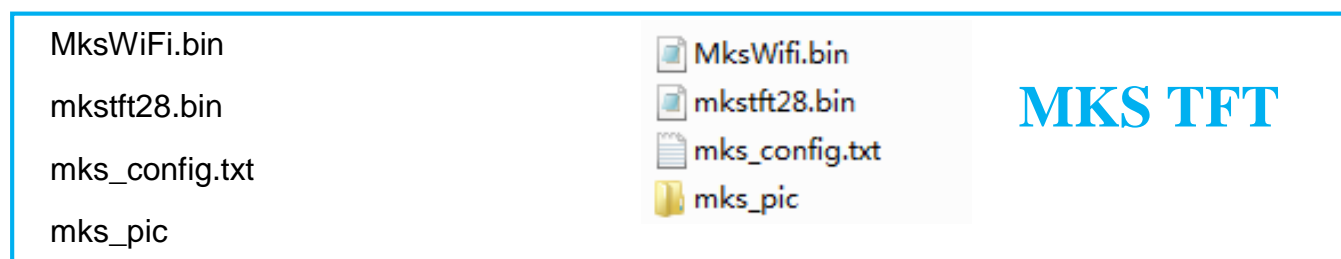 MksWiFi.bin
mkstft28.bin
mks_config.txt
mks_pic
MksWifi.bin
mkstft28.bin
mks_config.txt
mks_pic
MKS TFT